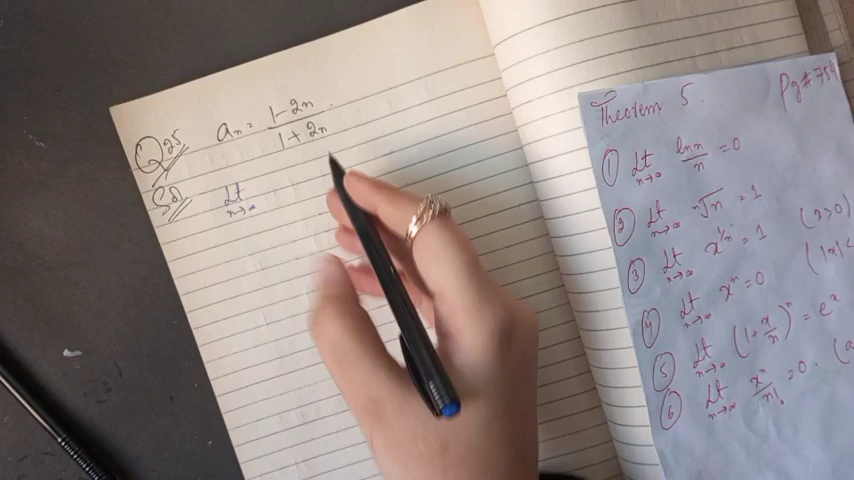 Q25 aₙ = (1 - 2n)/(1 + 2n)
Sol Lt n→∞
Theorem 5. Pg # 754
① Lt n→∞ ln n/n = 0
② Lt n→∞ ⁿ√n = 1
③ Lt n→∞ x^(1/n) = 1 (x>0)
④ Lt n→∞ xⁿ = 0 (|x|<
⑤ Lt n→∞ (1 + x/n)ⁿ = eˣ (a
⑥ Lt n→∞ xⁿ/n! = 0.